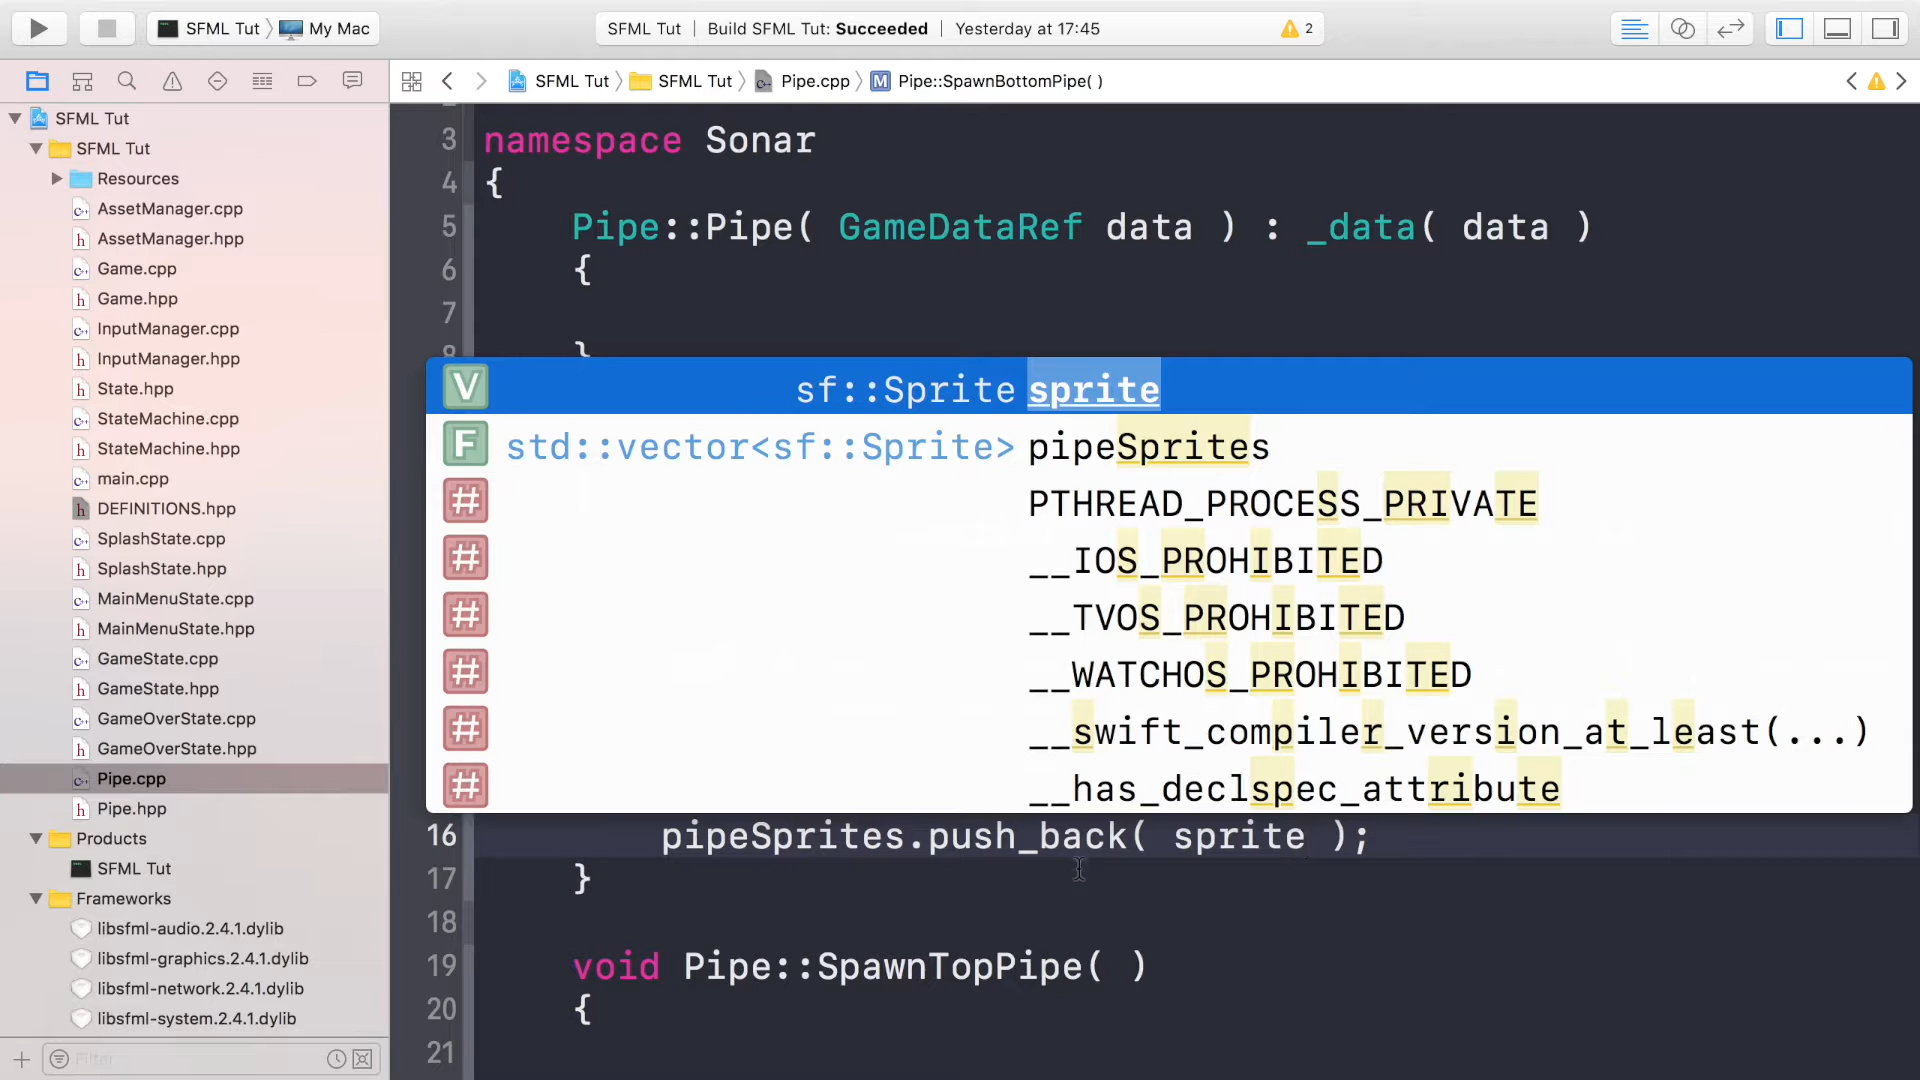 SFML Tut My Mac
SFML Tut Build SFML Tut: Succeeded Yesterday at 17:45 2
SFML Tut SFML Tut Pipe.cpp M Pipe::SpawnBottomPipe( )
SFML Tut
SFML Tut
Resources
AssetManager.cpp
AssetManager.hpp
Game.cpp
Game.hpp
InputManager.cpp
InputManager.hpp
State.hpp
StateMachine.cpp
StateMachine.hpp
main.cpp
DEFINITIONS.hpp
SplashState.cpp
SplashState.hpp
MainMenuState.cpp
MainMenuState.hpp
GameState.cpp
GameState.hpp
GameOverState.cpp
GameOverState.hpp
Pipe.cpp
Pipe.hpp
Products
SFML Tut
Frameworks
libsfml-audio.2.4.1.dylib
libsfml-graphics.2.4.1.dylib
libsfml-network.2.4.1.dylib
libsfml-system.2.4.1.dylib
Filter
3 namespace Sonar
4 {
5 Pipe::Pipe( GameDataRef data ) : _data( data )
6 {
7
8 }
V sf::Sprite sprite
F std::vector<sf::Sprite> pipeSprites
# PTHREAD_PROCESS_PRIVATE
# __IOS_PROHIBITED
# __TVOS_PROHIBITED
# __WATCHOS_PROHIBITED
# __swift_compiler_version_at_least(...)
# __has_declspec_attribute
16 pipeSprites.push_back( sprite );
17 }
18
19 void Pipe::SpawnTopPipe( )
20 {
21